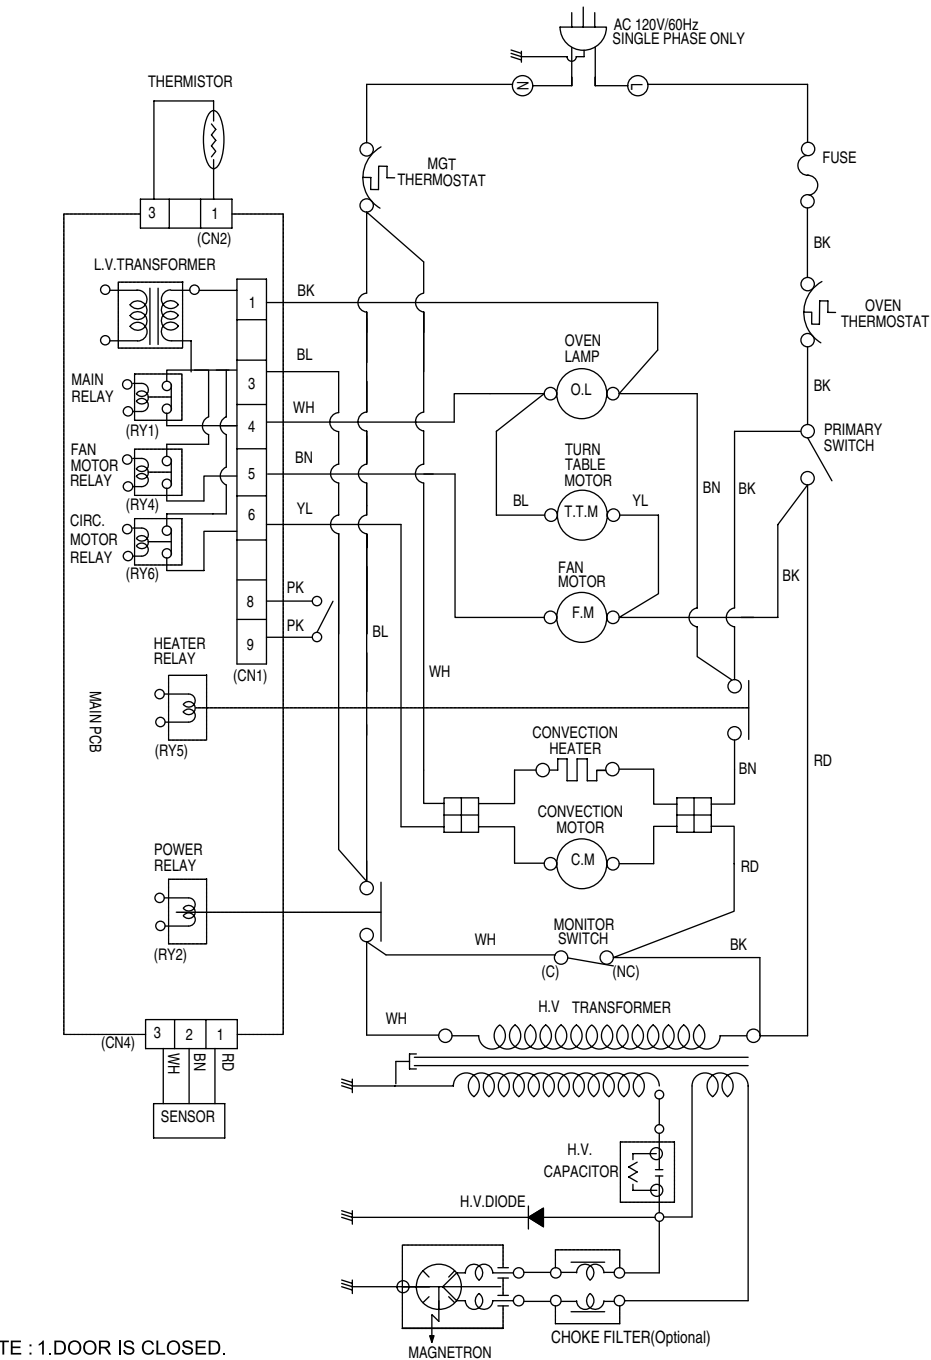 AC 120V/60Hz
SINGLE PHASE ONLY
N
L
THERMISTOR
MGT
THERMOSTAT
FUSE
3
1
(CN2)
BK
L.V.TRANSFORMER
1
BK
OVEN
THERMOSTAT
OVEN
LAMP
BL
MAIN
RELAY
3
O.L
BK
WH
(RY1)
4
PRIMARY
SWITCH
FAN
MOTOR
RELAY
TURN
TABLE
MOTOR
BN
5
BN
BK
(RY4)
BL
T.T.M
YL
YL
6
CIRC.
MOTOR
RELAY
(RY6)
FAN
MOTOR
BK
PK
8
F.M
PK
9
BL
(CN1)
HEATER
RELAY
WH
MAIN PCB
(RY5)
CONVECTION
HEATER
BN
RD
CONVECTION
MOTOR
C.M
POWER
RELAY
RD
(RY2)
MONITOR
SWITCH
WH
BK
(C)
(NC)
H.V TRANSFORMER
WH
(CN4)
3
2
1
WH
BN
RD
SENSOR
H.V.
CAPACITOR
H.V.DIODE
CHOKE FILTER(Optional)
MAGNETRON
TE : 1.DOOR IS CLOSED.